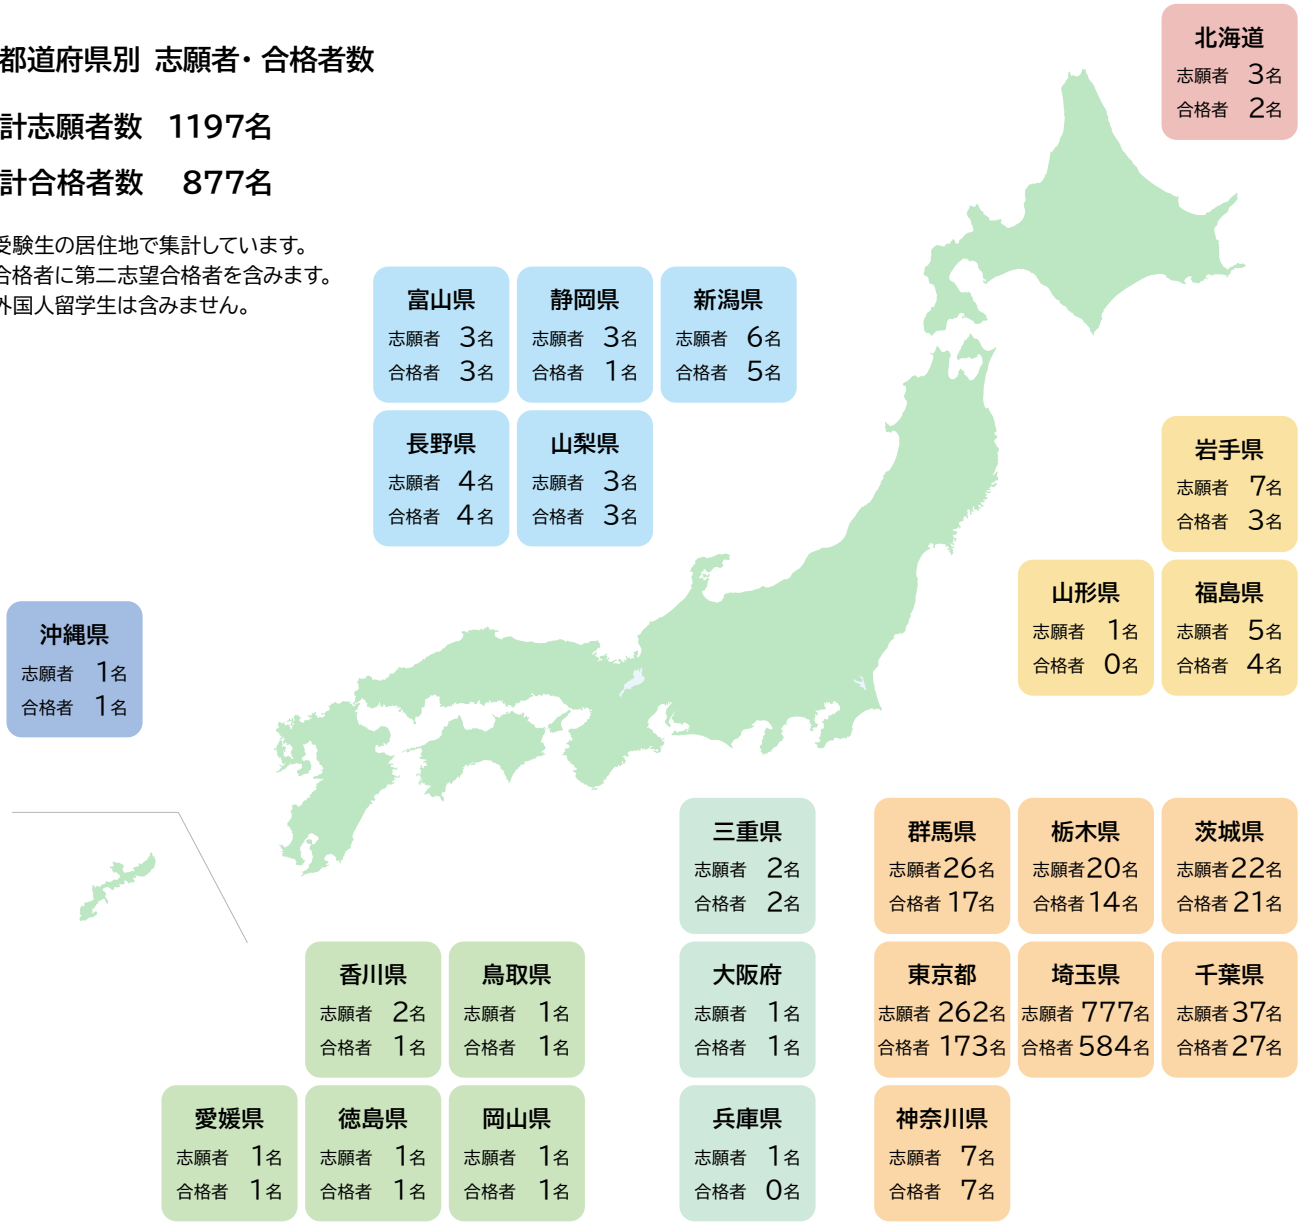 都道府県別 志願者・合格者数
計志願者数 1197名
計合格者数 877名
受験生の居住地で集計しています。
合格者に第二志望合格者を含みます。
外国人留学生は含みません。
北海道
志願者 3名
合格者 2名
富山県
志願者 3名
合格者 3名
静岡県
志願者 3名
合格者 1名
新潟県
志願者 6名
合格者 5名
長野県
志願者 4名
合格者 4名
山梨県
志願者 3名
合格者 3名
岩手県
志願者 7名
合格者 3名
山形県
志願者 1名
合格者 0名
福島県
志願者 5名
合格者 4名
沖縄県
志願者 1名
合格者 1名
三重県
志願者 2名
合格者 2名
群馬県
志願者 26名
合格者 17名
栃木県
志願者 20名
合格者 14名
茨城県
志願者 22名
合格者 21名
香川県
志願者 2名
合格者 1名
鳥取県
志願者 1名
合格者 1名
大阪府
志願者 1名
合格者 1名
東京都
志願者 262名
合格者 173名
埼玉県
志願者 777名
合格者 584名
千葉県
志願者 37名
合格者 27名
愛媛県
志願者 1名
合格者 1名
徳島県
志願者 1名
合格者 1名
岡山県
志願者 1名
合格者 1名
兵庫県
志願者 1名
合格者 0名
神奈川県
志願者 7名
合格者 7名